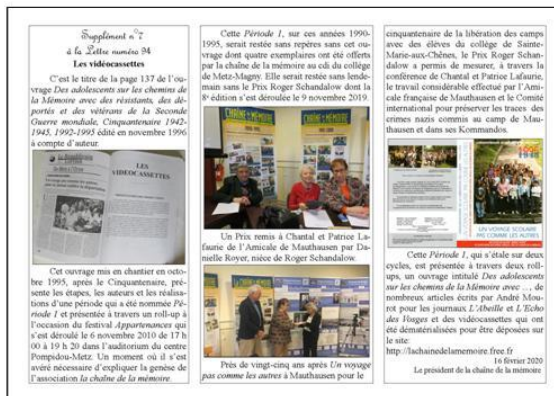 Supplément n°7
à la Lettre numéro 94
Les vidéocassettes
C'est le titre de la page 137 de l'ou-
vrage Des adolescents sur les chemins de
la Mémoire avec des résistants, des dé-
portés et des vétérans de la Seconde
Guerre mondiale, Cinquantenaire 1942-
1945, 1992-1995 édité en novembre 1996
à compte d'auteur.
LES
VIDEOCASSETTES
Cet ouvrage mis en chantier en octo-
bre 1995, après le Cinquantenaire, pré-
sente les étapes, les auteurs et les réalisa-
tions d'une période qui a été nommée Pé-
riode 1 et présentée à travers un roll-up à
l'occasion du festival Appartenances qui
s'est déroulé le 6 novembre 2010 de 17 h
00 à 19 h 20 dans l'auditorium du centre
Pompidou-Metz. Un moment où il s'est
avéré nécessaire d'expliquer la genèse de
l'association la chaîne de la mémoire.
Cette Période 1, sur ces années 1990-
1995, serait restée sans repères sans cet ou-
vrage dont quatre exemplaires ont été offerts
par la chaîne de la mémoire au cdi du collège
de Metz-Magny. Elle serait restée sans lende-
main sans le Prix Roger Schandalow dont la
8e édition s'est déroulée le 9 novembre 2019.
CHAÎNE DE LA MÉMOIRE
Un Prix remis à Chantal et Patrice La-
faurie de l'Amicale de Mauthausen par Da-
nielle Royer, nièce de Roger Schandalow.
Près de vingt-cinq ans après Un voyage
pas comme les autres à Mauthausen pour le
cinquantenaire de la libération des camps
avec des élèves du collège de Sainte-
Marie-aux-Chênes, le Prix Roger Schan-
dalow a permis de mesurer, à travers la
conférence de Chantal et Patrice Lafaurie,
le travail considérable effectué par l'Ami-
cale française de Mauthausen et le Comité
international pour préserver les traces des
crimes nazis commis au camp de Mau-
thausen et dans ses Kommandos.
UN VOYAGE SCOLAIRE
PAS COMME LES AUTRES
Cette Période 1, qui s'étale sur deux
cycles, est présentée à travers deux roll-
ups, un ouvrage intitulé Des adolescents
sur les chemins de la Mémoire avec …, de
nombreux articles écrits par André Mou-
rot pour les journaux L'Abeille et L'Echo
des Vosges et des vidéocassettes qui ont
été dématérialisées pour être déposées sur
le site:
http://lachainedelamemoire.free.fr
16 février 2020
Le président de la chaîne de la mémoire